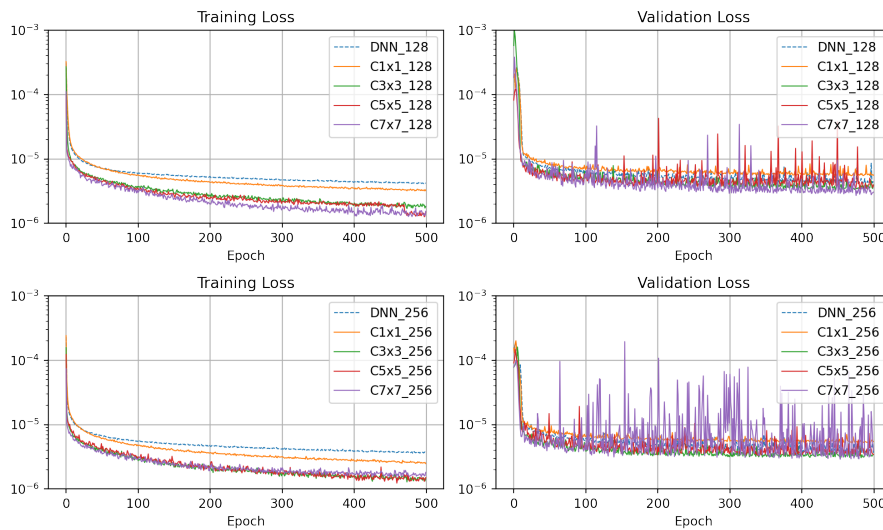 Training Loss
10⁻³
10⁻⁴
10⁻⁵
10⁻⁶
0 100 200 300 400 500
Epoch
DNN_128
C1x1_128
C3x3_128
C5x5_128
C7x7_128
Validation Loss
10⁻³
10⁻⁴
10⁻⁵
10⁻⁶
0 100 200 300 400 500
Epoch
DNN_128
C1x1_128
C3x3_128
C5x5_128
C7x7_128
Training Loss
10⁻³
10⁻⁴
10⁻⁵
10⁻⁶
0 100 200 300 400 500
Epoch
DNN_256
C1x1_256
C3x3_256
C5x5_256
C7x7_256
Validation Loss
10⁻³
10⁻⁴
10⁻⁵
10⁻⁶
0 100 200 300 400 500
Epoch
DNN_256
C1x1_256
C3x3_256
C5x5_256
C7x7_256